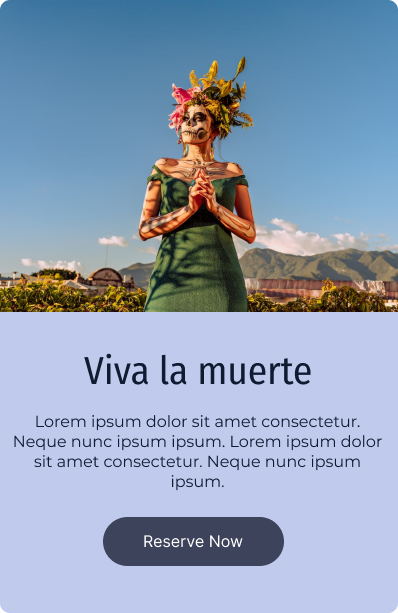 Viva la muerte
Lorem ipsum dolor sit amet consectetur.
Neque nunc ipsum ipsum. Lorem ipsum dolor
sit amet consectetur. Neque nunc ipsum
ipsum.
Reserve Now